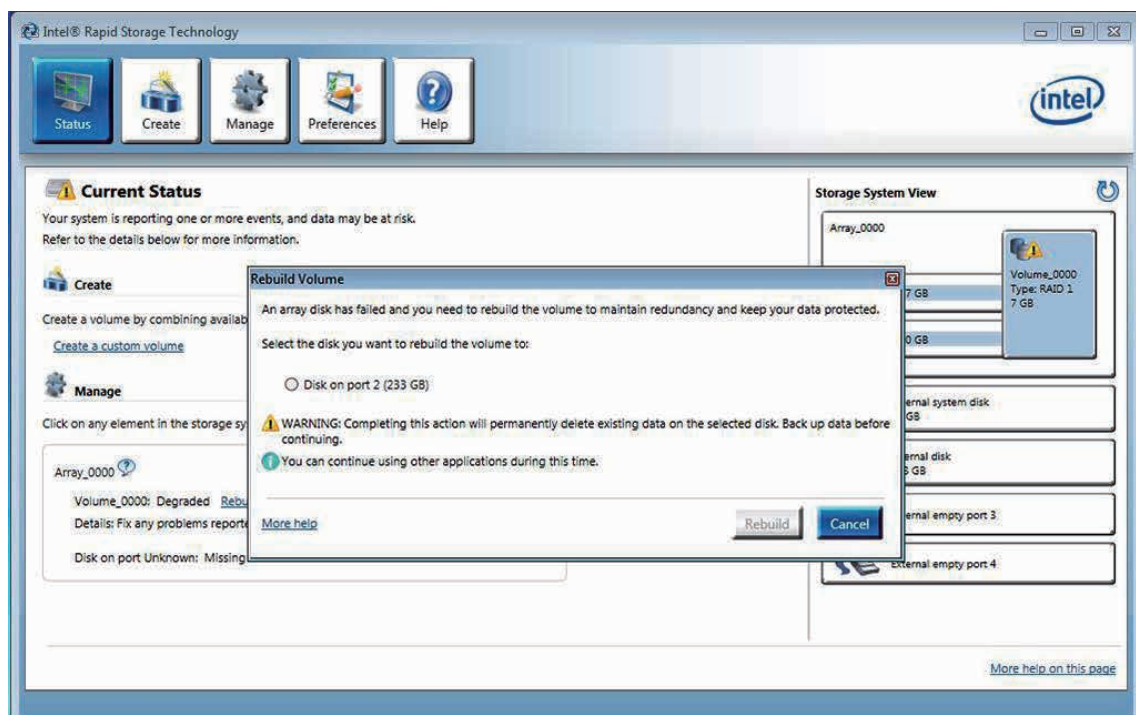 Intel® Rapid Storage Technology
Status
Create
Manage
Preferences
Help
intel
Current Status
Your system is reporting one or more events, and data may be at risk.
Refer to the details below for more information.
Create
Create a volume by combining availab
Create a custom volume
Manage
Click on any element in the storage sy
Array_0000
Volume_0000: Degraded Rebu
Details: Fix any problems reporte
Disk on port Unknown: Missing
Rebuild Volume
An array disk has failed and you need to rebuild the volume to maintain redundancy and keep your data protected.
Select the disk you want to rebuild the volume to:
Disk on port 2 (233 GB)
WARNING: Completing this action will permanently delete existing data on the selected disk. Back up data before
continuing.
You can continue using other applications during this time.
More help
Rebuild
Cancel
Storage System View
Array_0000
7 GB
0 GB
Volume_0000
Type: RAID 1
7 GB
ernal system disk
GB
ernal disk
GB
ernal empty port 3
External empty port 4
More help on this page